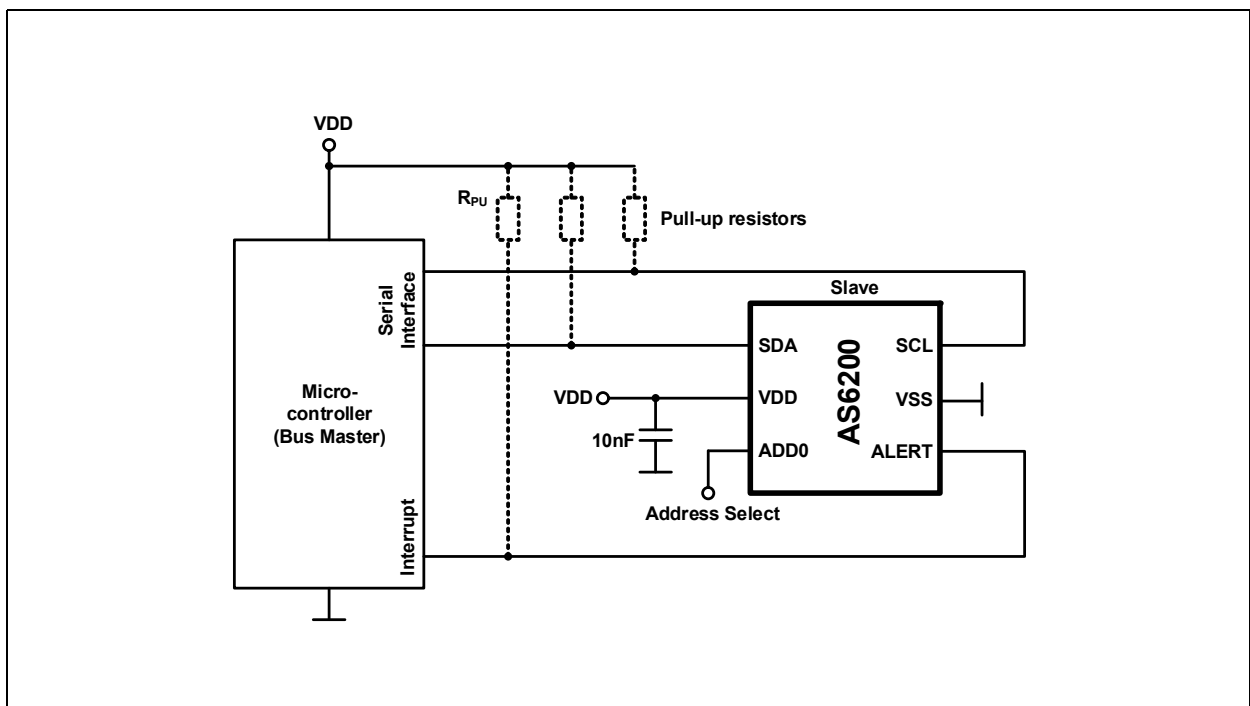 VDD
RPU
Pull-up resistors
Serial
Interface
Slave
SDA
SCL
Micro-
controller
(Bus Master)
VDD
VDD
AS6200
VSS
10nF
ADD0
ALERT
Address Select
Interrupt